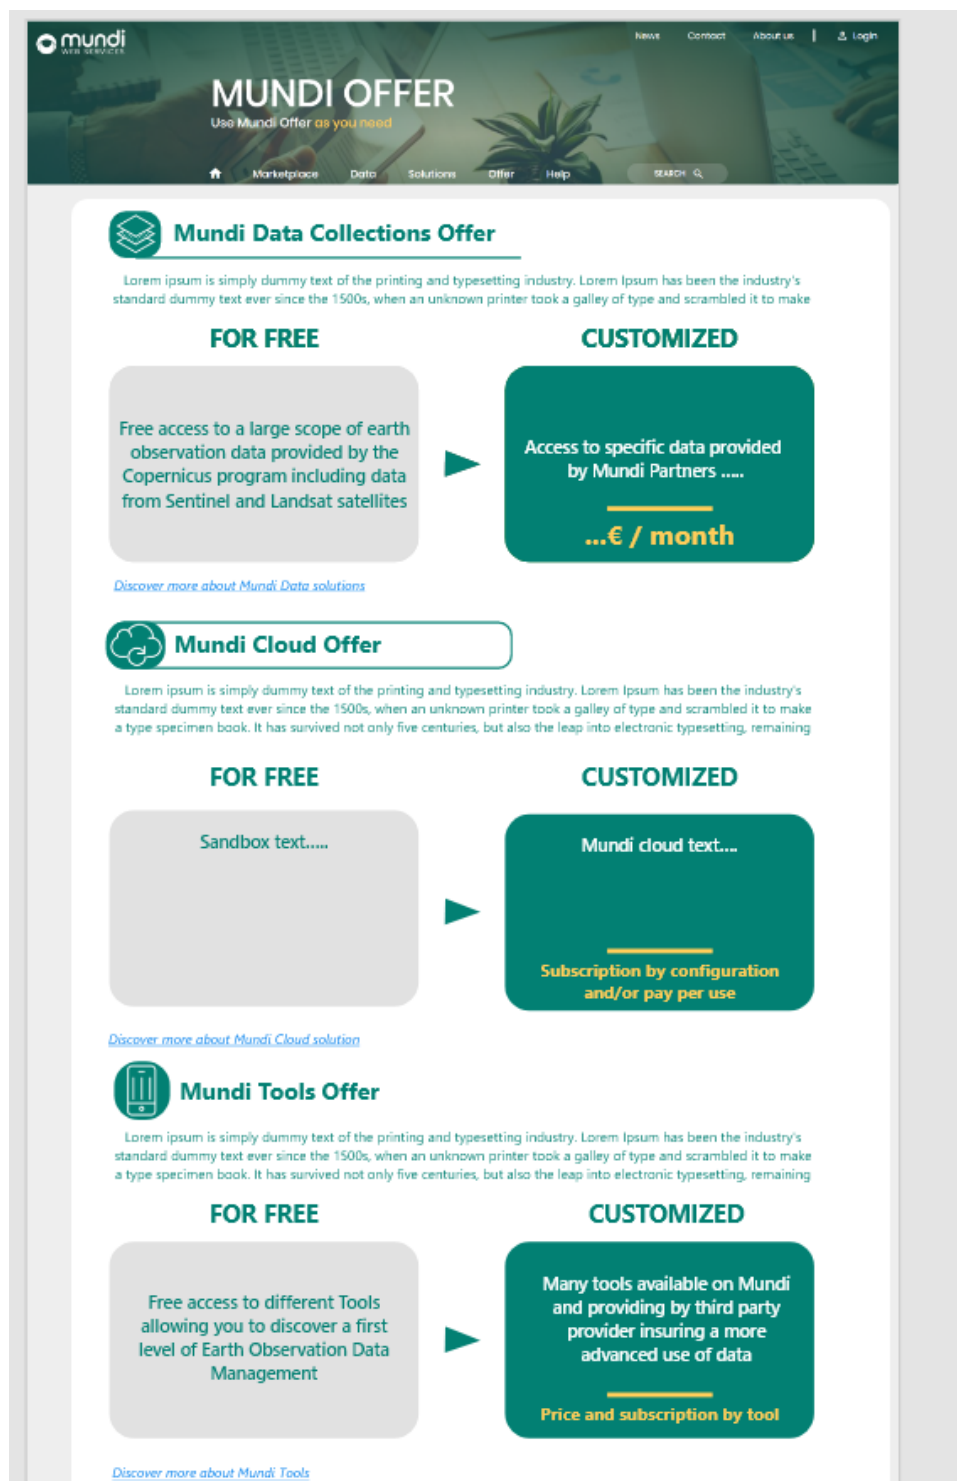 mundi
WEB SERVICES
News Contact About us | Login
MUNDI OFFER
Use Mundi Offer as you need
Marketplace Data Solutions Offer Help SEARCH
Mundi Data Collections Offer
Lorem ipsum is simply dummy text of the printing and typesetting industry. Lorem Ipsum has been the industry's
standard dummy text ever since the 1500s, when an unknown printer took a galley of type and scrambled it to make
FOR FREE
CUSTOMIZED
Free access to a large scope of earth
observation data provided by the
Copernicus program including data
from Sentinel and Landsat satellites
Access to specific data provided
by Mundi Partners .....
...€ / month
Discover more about Mundi Data solutions
Mundi Cloud Offer
Lorem ipsum is simply dummy text of the printing and typesetting industry. Lorem Ipsum has been the industry's
standard dummy text ever since the 1500s, when an unknown printer took a galley of type and scrambled it to make
a type specimen book. It has survived not only five centuries, but also the leap into electronic typesetting, remaining
FOR FREE
CUSTOMIZED
Sandbox text.....
Mundi cloud text....
Subscription by configuration
and/or pay per use
Discover more about Mundi Cloud solution
Mundi Tools Offer
Lorem ipsum is simply dummy text of the printing and typesetting industry. Lorem Ipsum has been the industry's
standard dummy text ever since the 1500s, when an unknown printer took a galley of type and scrambled it to make
a type specimen book. It has survived not only five centuries, but also the leap into electronic typesetting, remaining
FOR FREE
CUSTOMIZED
Free access to different Tools
allowing you to discover a first
level of Earth Observation Data
Management
Many tools available on Mundi
and providing by third party
provider insuring a more
advanced use of data
Price and subscription by tool
Discover more about Mundi Tools